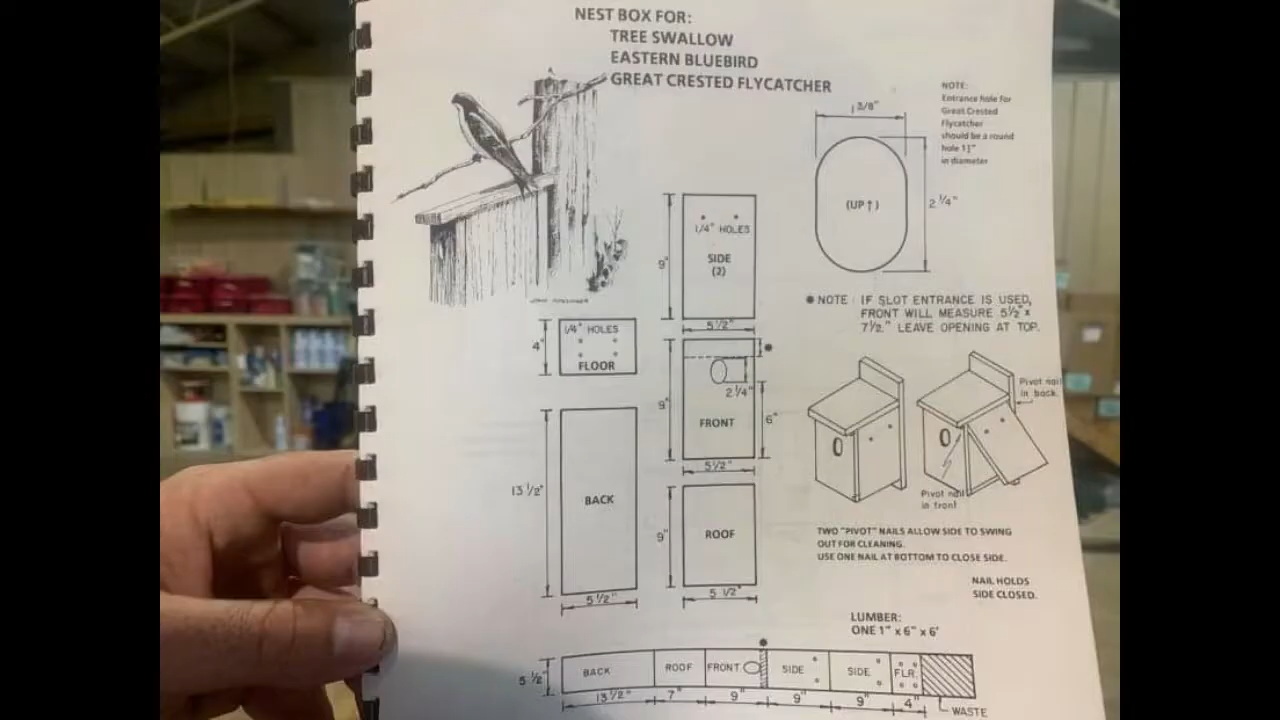 NEST BOX FOR:
TREE SWALLOW
EASTERN BLUEBIRD
GREAT CRESTED FLYCATCHER
1 3/8"
NOTE:
Entrance hole for
Great Crested
Flycatcher
should be a round
hole 1¾"
in diameter
(UP ↑)
2 1/4"
1/4" HOLES
SIDE
(2)
9"
5 1/2"
● NOTE: IF SLOT ENTRANCE IS USED,
FRONT WILL MEASURE 5 1/2" x
7 1/2." LEAVE OPENING AT TOP.
1/4" HOLES
FLOOR
4"
2 1/4"
FRONT
9"
6"
5 1/2"
Pivot nail
in back.
Pivot nail
in front
13 1/2"
BACK
5 1/2"
9"
ROOF
5 1/2"
TWO "PIVOT" NAILS ALLOW SIDE TO SWING
OUT FOR CLEANING.
USE ONE NAIL AT BOTTOM TO CLOSE SIDE.
NAIL HOLDS
SIDE CLOSED.
LUMBER:
ONE 1" x 6" x 6'
5 1/2"
BACK
ROOF
FRONT
SIDE
SIDE
FLR.
13 1/2"
7"
9"
9"
9"
4"
WASTE